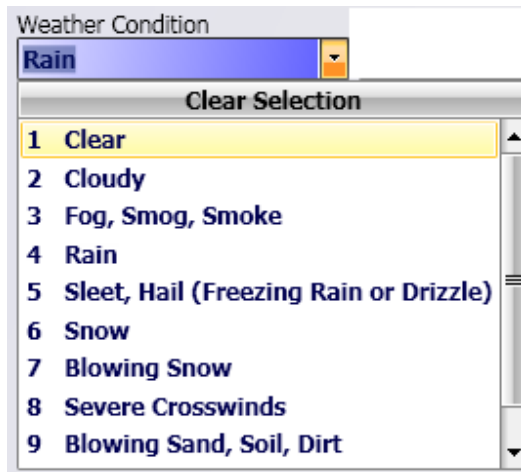 Weather Condition
Rain
Clear Selection
1 Clear
2 Cloudy
3 Fog, Smog, Smoke
4 Rain
5 Sleet, Hail (Freezing Rain or Drizzle)
6 Snow
7 Blowing Snow
8 Severe Crosswinds
9 Blowing Sand, Soil, Dirt